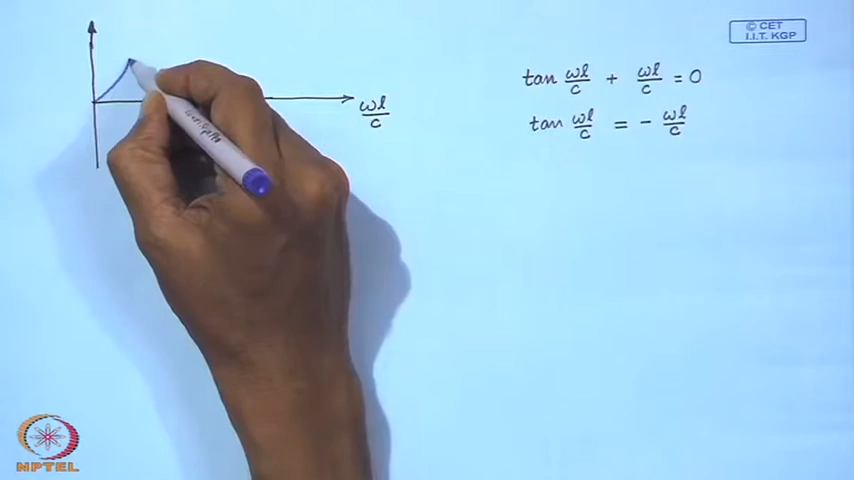 © CET
I.I.T. KGP
tan ωl/c + ωl/c = 0
tan ωl/c = - ωl/c
ωl/c
NPTEL